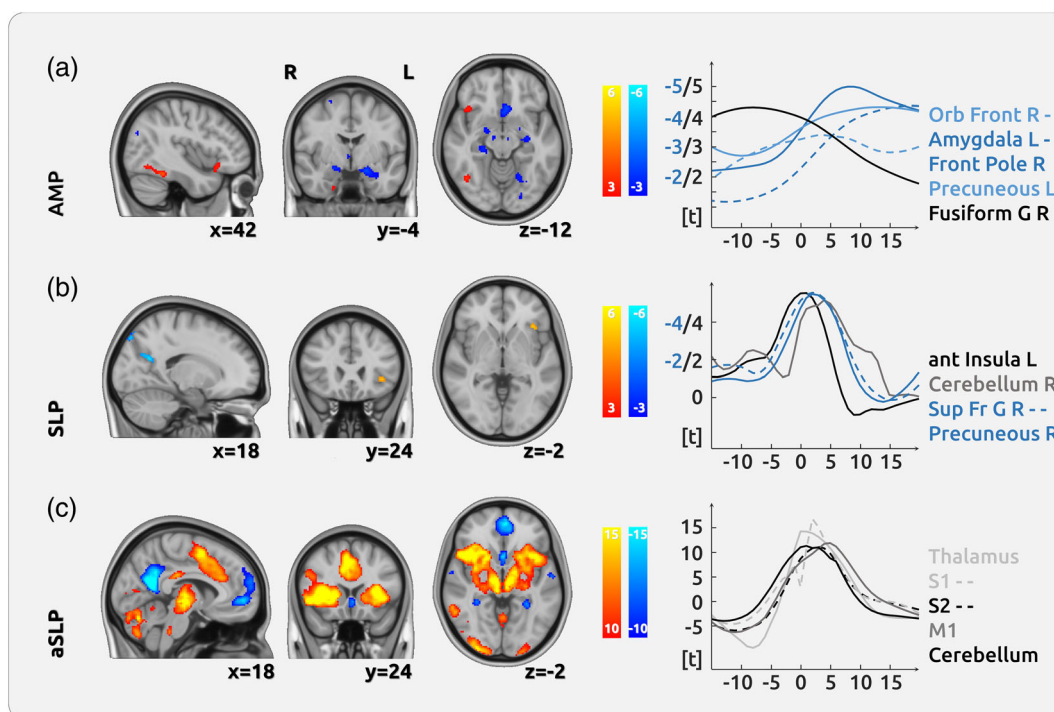 (a)
R L
AMP
x=42 y=-4 z=-12
6 -6
3 -3
-5/5
-4/4
-3/3
-2/2
[t]
-10 -5 0 5 10 15
Orb Front R -
Amygdala L -
Front Pole R
Precuneous L
Fusiform G R
(b)
SLP
x=18 y=24 z=-2
6 -6
3 -3
-4/4
-2/2
0
[t]
-10 -5 0 5 10 15
ant Insula L
Cerebellum R
Sup Fr G R - -
Precuneous R
(c)
aSLP
x=18 y=24 z=-2
15 -15
10 -10
15
10
5
0
-5
[t]
-10 -5 0 5 10 15
Thalamus
S1 - -
S2 - -
M1
Cerebellum